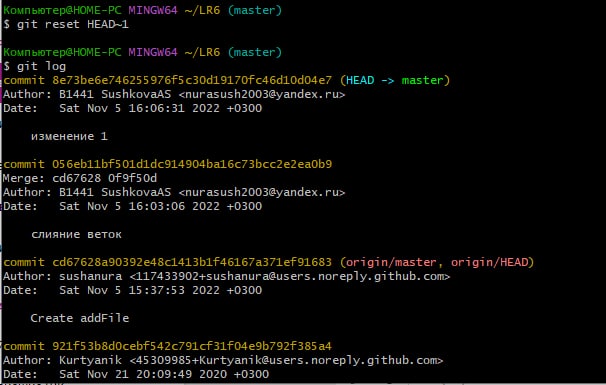 Компьютер@HOME-PC MINGW64 ~/LR6 (master)
$ git reset HEAD~1
Компьютер@HOME-PC MINGW64 ~/LR6 (master)
$ git log
commit 8e73be6e746255976f5c30d19170fc46d10d04e7 (HEAD -> master)
Author: B1441 SushkovaAS <nurasush2003@yandex.ru>
Date:   Sat Nov 5 16:06:31 2022 +0300
изменение 1
commit 056eb11bf501d1dc914904ba16c73bcc2e2ea0b9
Merge: cd67628 0f9f50d
Author: B1441 SushkovaAS <nurasush2003@yandex.ru>
Date:   Sat Nov 5 16:03:06 2022 +0300
слияние веток
commit cd67628a90392e48c1413b1f46167a371ef91683 (origin/master, origin/HEAD)
Author: sushanura <117433902+sushanura@users.noreply.github.com>
Date:   Sat Nov 5 15:37:53 2022 +0300
Create addFile
commit 921f53b8d0cebf542c791cf31f04e9b792f385a4
Author: Kurtyanik <45309985+Kurtyanik@users.noreply.github.com>
Date:   Sat Nov 21 20:09:49 2020 +0300